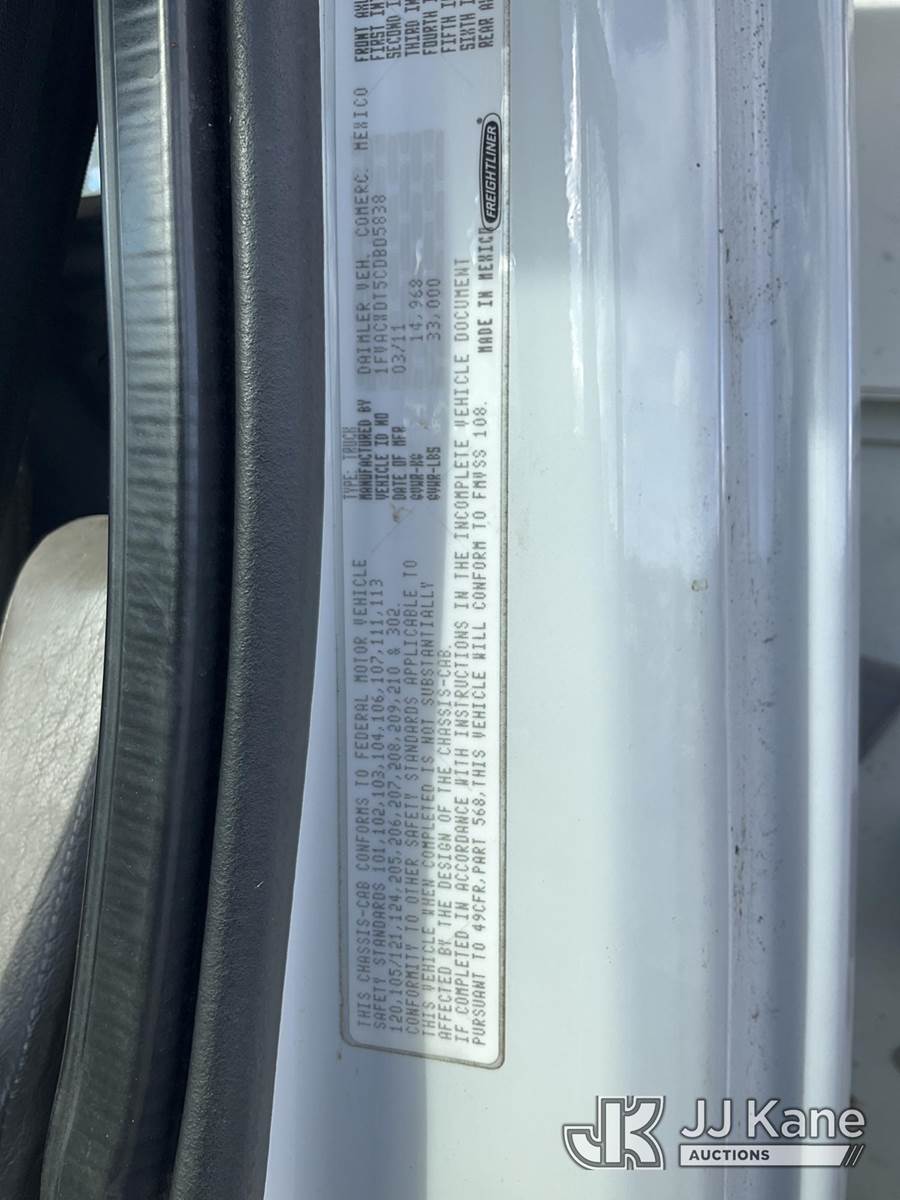 THIS CHASSIS-CAB CONFORMS TO FEDERAL MOTOR VEHICLE
SAFETY STANDARDS 101,102,103,104,106,107,111,113
120,105/121,124,205,206,207,208,209,210 & 302.
CONFORMITY TO OTHER SAFETY STANDARDS APPLICABLE TO
THIS VEHICLE WHEN COMPLETED IS NOT SUBSTANTIALLY
AFFECTED BY THE DESIGN OF THE CHASSIS-CAB.
IF COMPLETED IN ACCORDANCE WITH INSTRUCTIONS IN THE INCOMPLETE VEHICLE DOCUMENT
PURSUANT TO 49CFR,PART 568,THIS VEHICLE WILL CONFORM TO FMVSS 108.
MADE IN MEXICO
TYPE: TRUCK
MANUFACTURED BY DAIMLER VEH. COMERC. MEXICO
VEHICLE ID NO 1FVACXDT5CDBD5838
DATE OF MFR 03/11
GVWR-KG 14,968
GVWR-LBS 33,000
FREIGHTLINER
FRONT
FIRST
SECOND
THIRD
FOURTH
FIFTH
SIXTH
REAR
JK JJ Kane
AUCTIONS